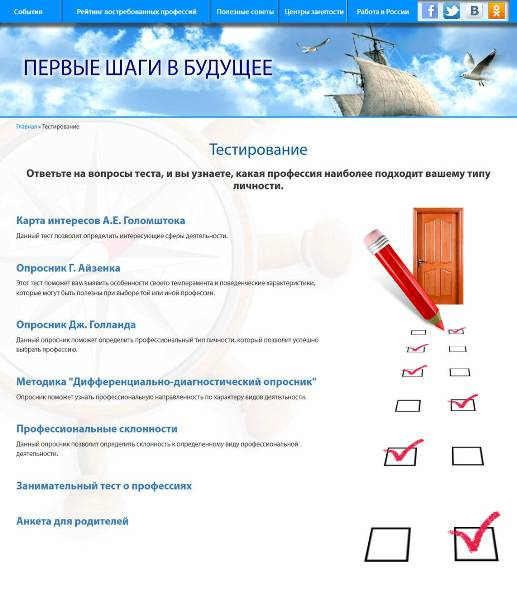 События
Рейтинг востребованных профессий
Полезные советы
Центры занятости
Работа в России
ПЕРВЫЕ ШАГИ В БУДУЩЕЕ
Главная » Тестирование
Тестирование
Ответьте на вопросы теста, и вы узнаете, какая профессия наиболее подходит вашему типу
личности.
Карта интересов А.Е. Голомштока
Данный тест позволит определить интересующие сферы деятельности.
Опросник Г. Айзенка
Этот тест поможет вам выявить особенности своего темперамента и поведенческие характеристики,
которые могут быть полезны при выборе той или иной профессии.
Опросник Дж. Голланда
Данный опросник поможет определить профессиональный тип личности, который позволит успешно
выбрать профессию.
Методика "Дифференциально-диагностический опросник"
Опросник поможет узнать профессиональную направленность по характеру видов деятельности.
Профессиональные склонности
Данный опросник позволит определить склонность к определенному виду профессиональной
деятельности.
Занимательный тест о профессиях
Анкета для родителей